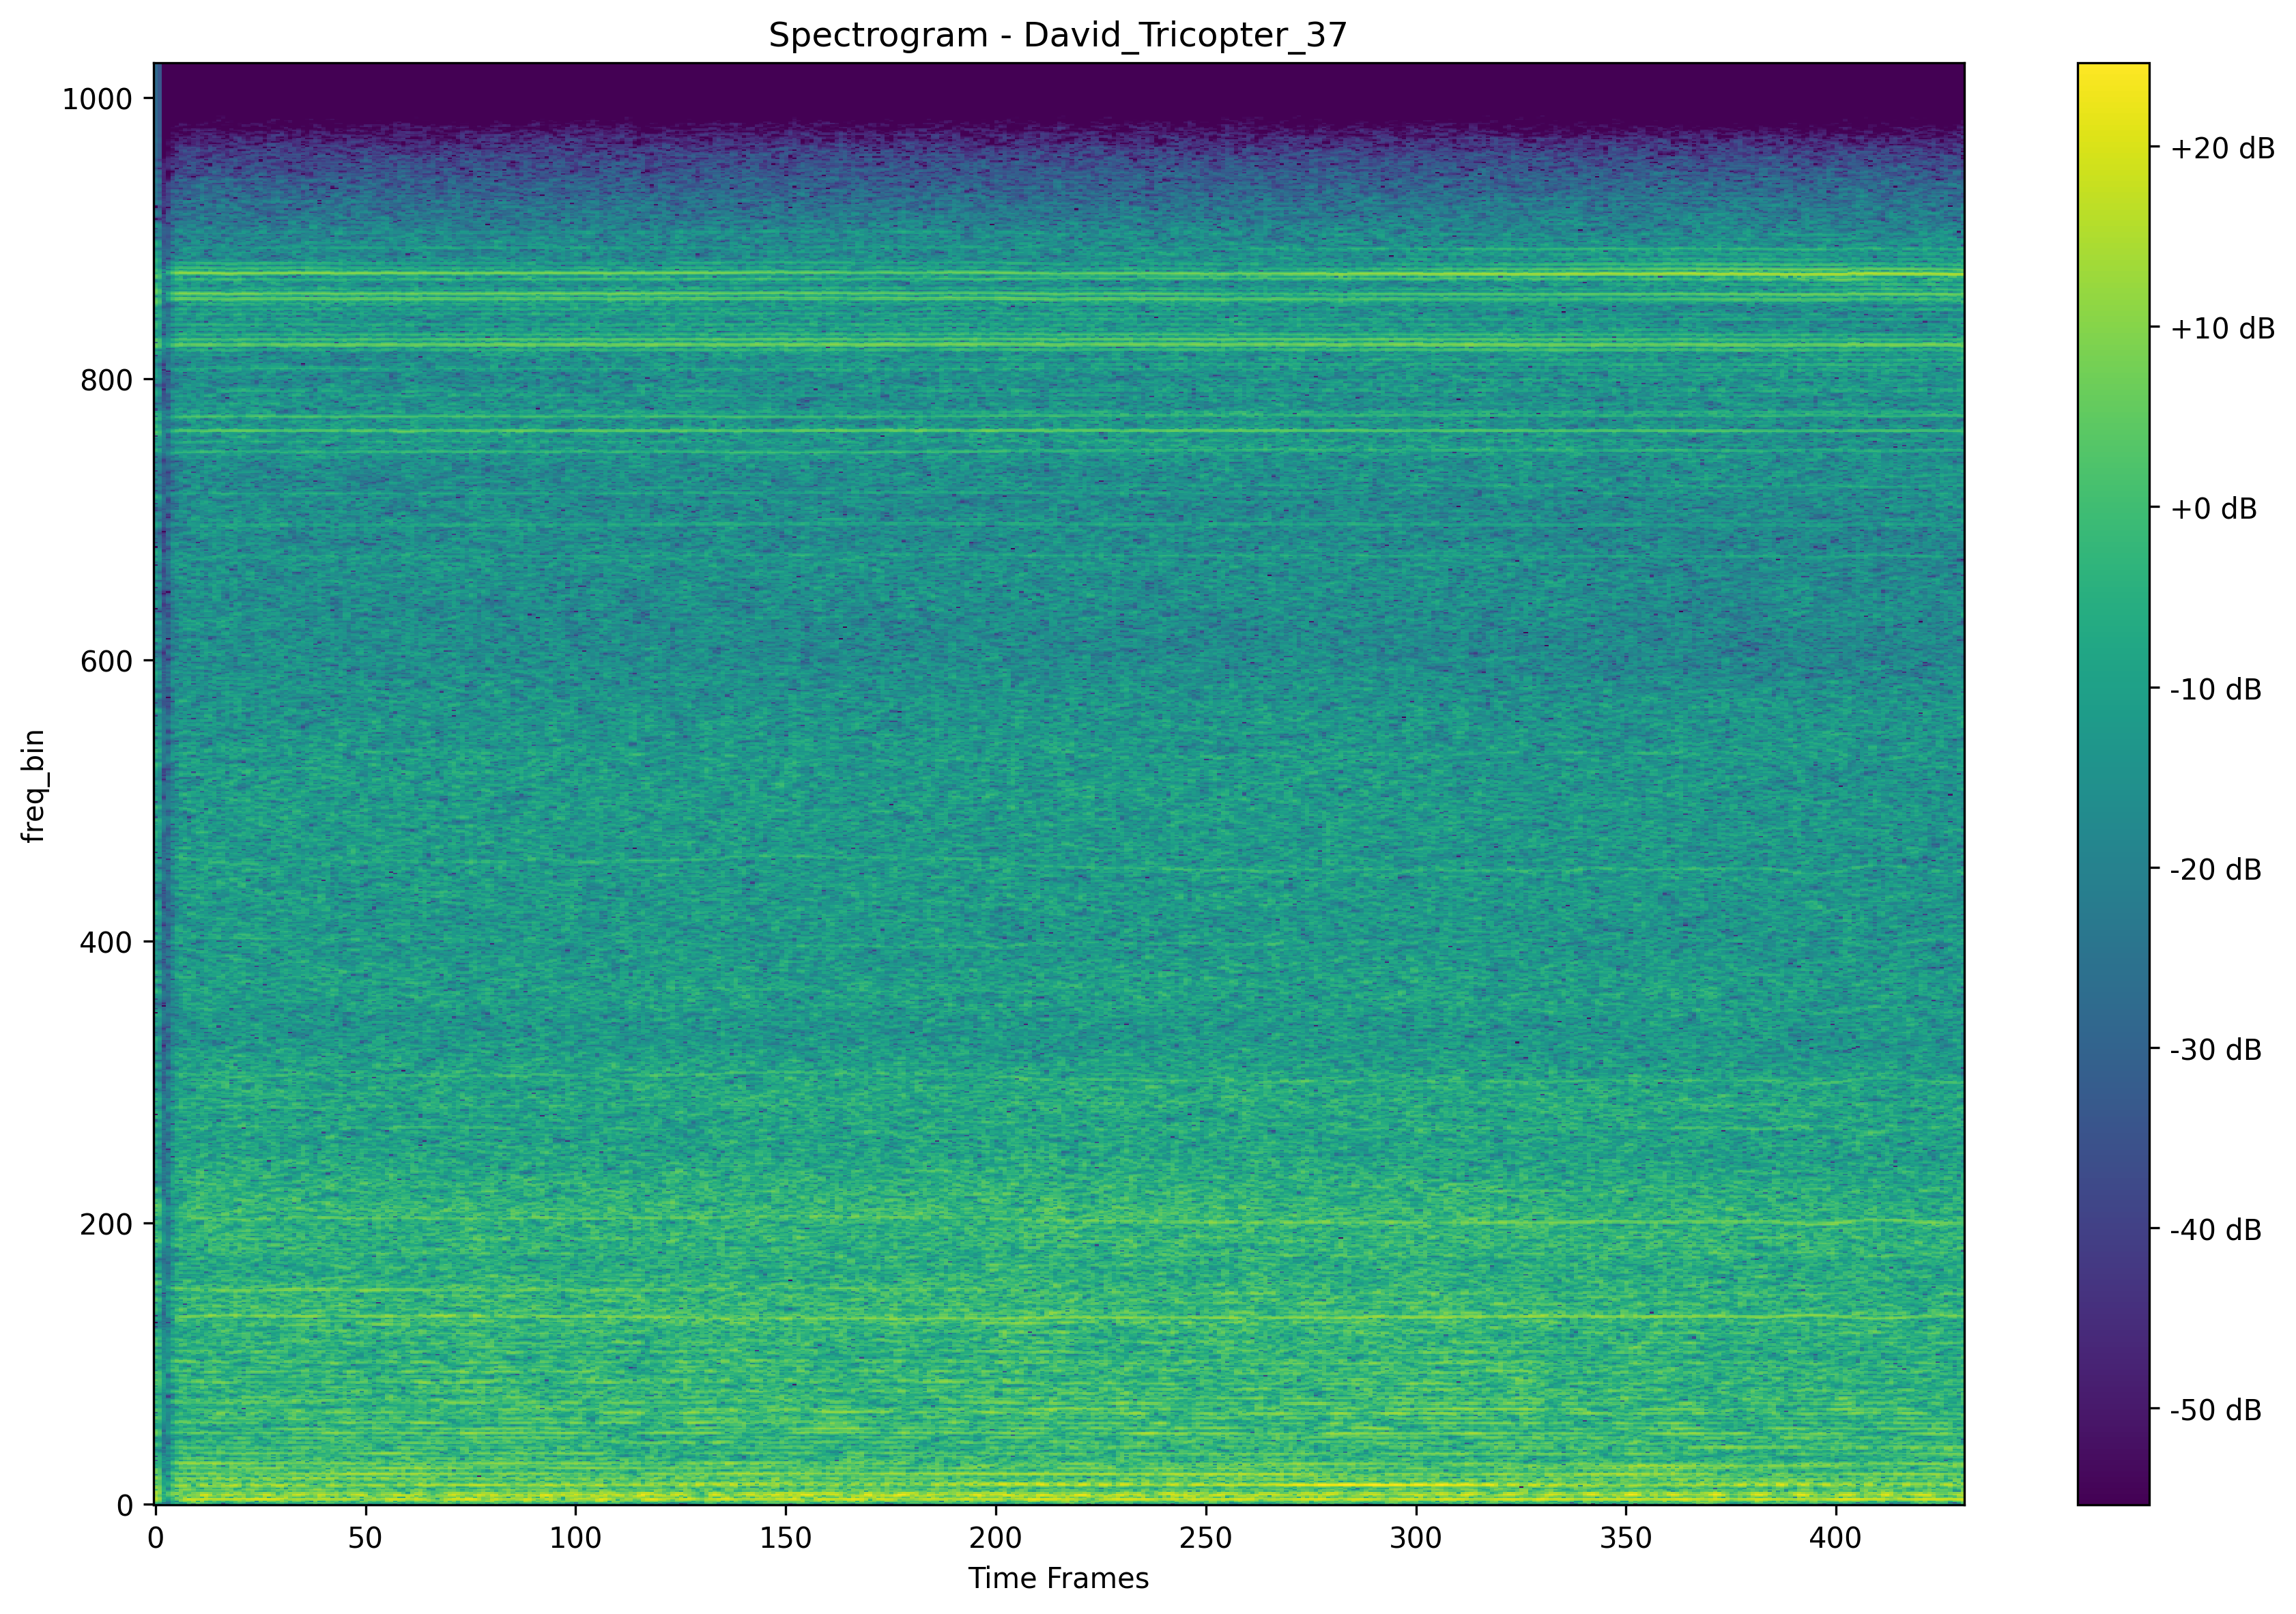 Spectrogram - David_Tricopter_37
1000
800
600
400
200
0
freq_bin
0 50 100 150 200 250 300 350 400
Time Frames
+20 dB
+10 dB
+0 dB
-10 dB
-20 dB
-30 dB
-40 dB
-50 dB